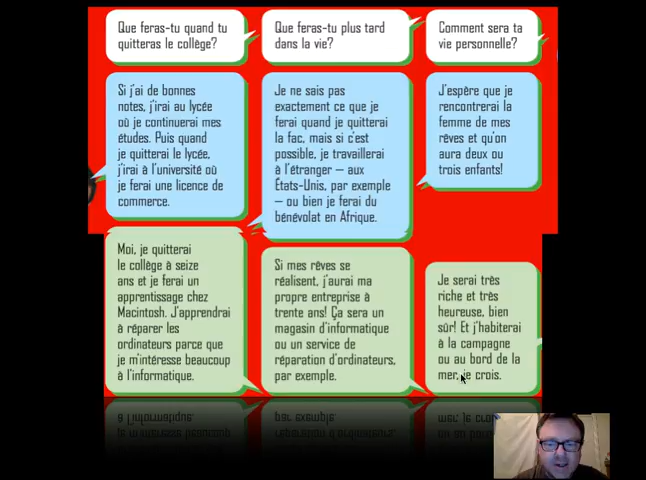 Que feras-tu quand tu
quitteras le collège?
Que feras-tu plus tard
dans la vie?
Comment sera ta
vie personnelle?
Si j'ai de bonnes
notes, j'irai au lycée
où je continuerai mes
études. Puis quand
je quitterai le lycée,
j'irai à l'université où
je ferai une licence de
commerce.
Je ne sais pas
exactement ce que je
ferai quand je quitterai
la fac, mais si c'est
possible, je travaillerai
à l'étranger – aux
États-Unis, par exemple
– ou bien je ferai du
bénévolat en Afrique.
J'espère que je
rencontrerai la
femme de mes
rêves et qu'on
aura deux ou
trois enfants!
Moi, je quitterai
le collège à seize
ans et je ferai un
apprentissage chez
Macintosh. J'apprendrai
à réparer les
ordinateurs parce que
je m'intéresse beaucoup
à l'informatique.
Si mes rêves se
réalisent, j'aurai ma
propre entreprise à
trente ans! Ça sera un
magasin d'informatique
ou un service de
réparation d'ordinateurs,
par exemple.
Je serai très
riche et très
heureuse, bien
sûr! Et j'habiterai
à la campagne
ou au bord de la
mer, je crois.